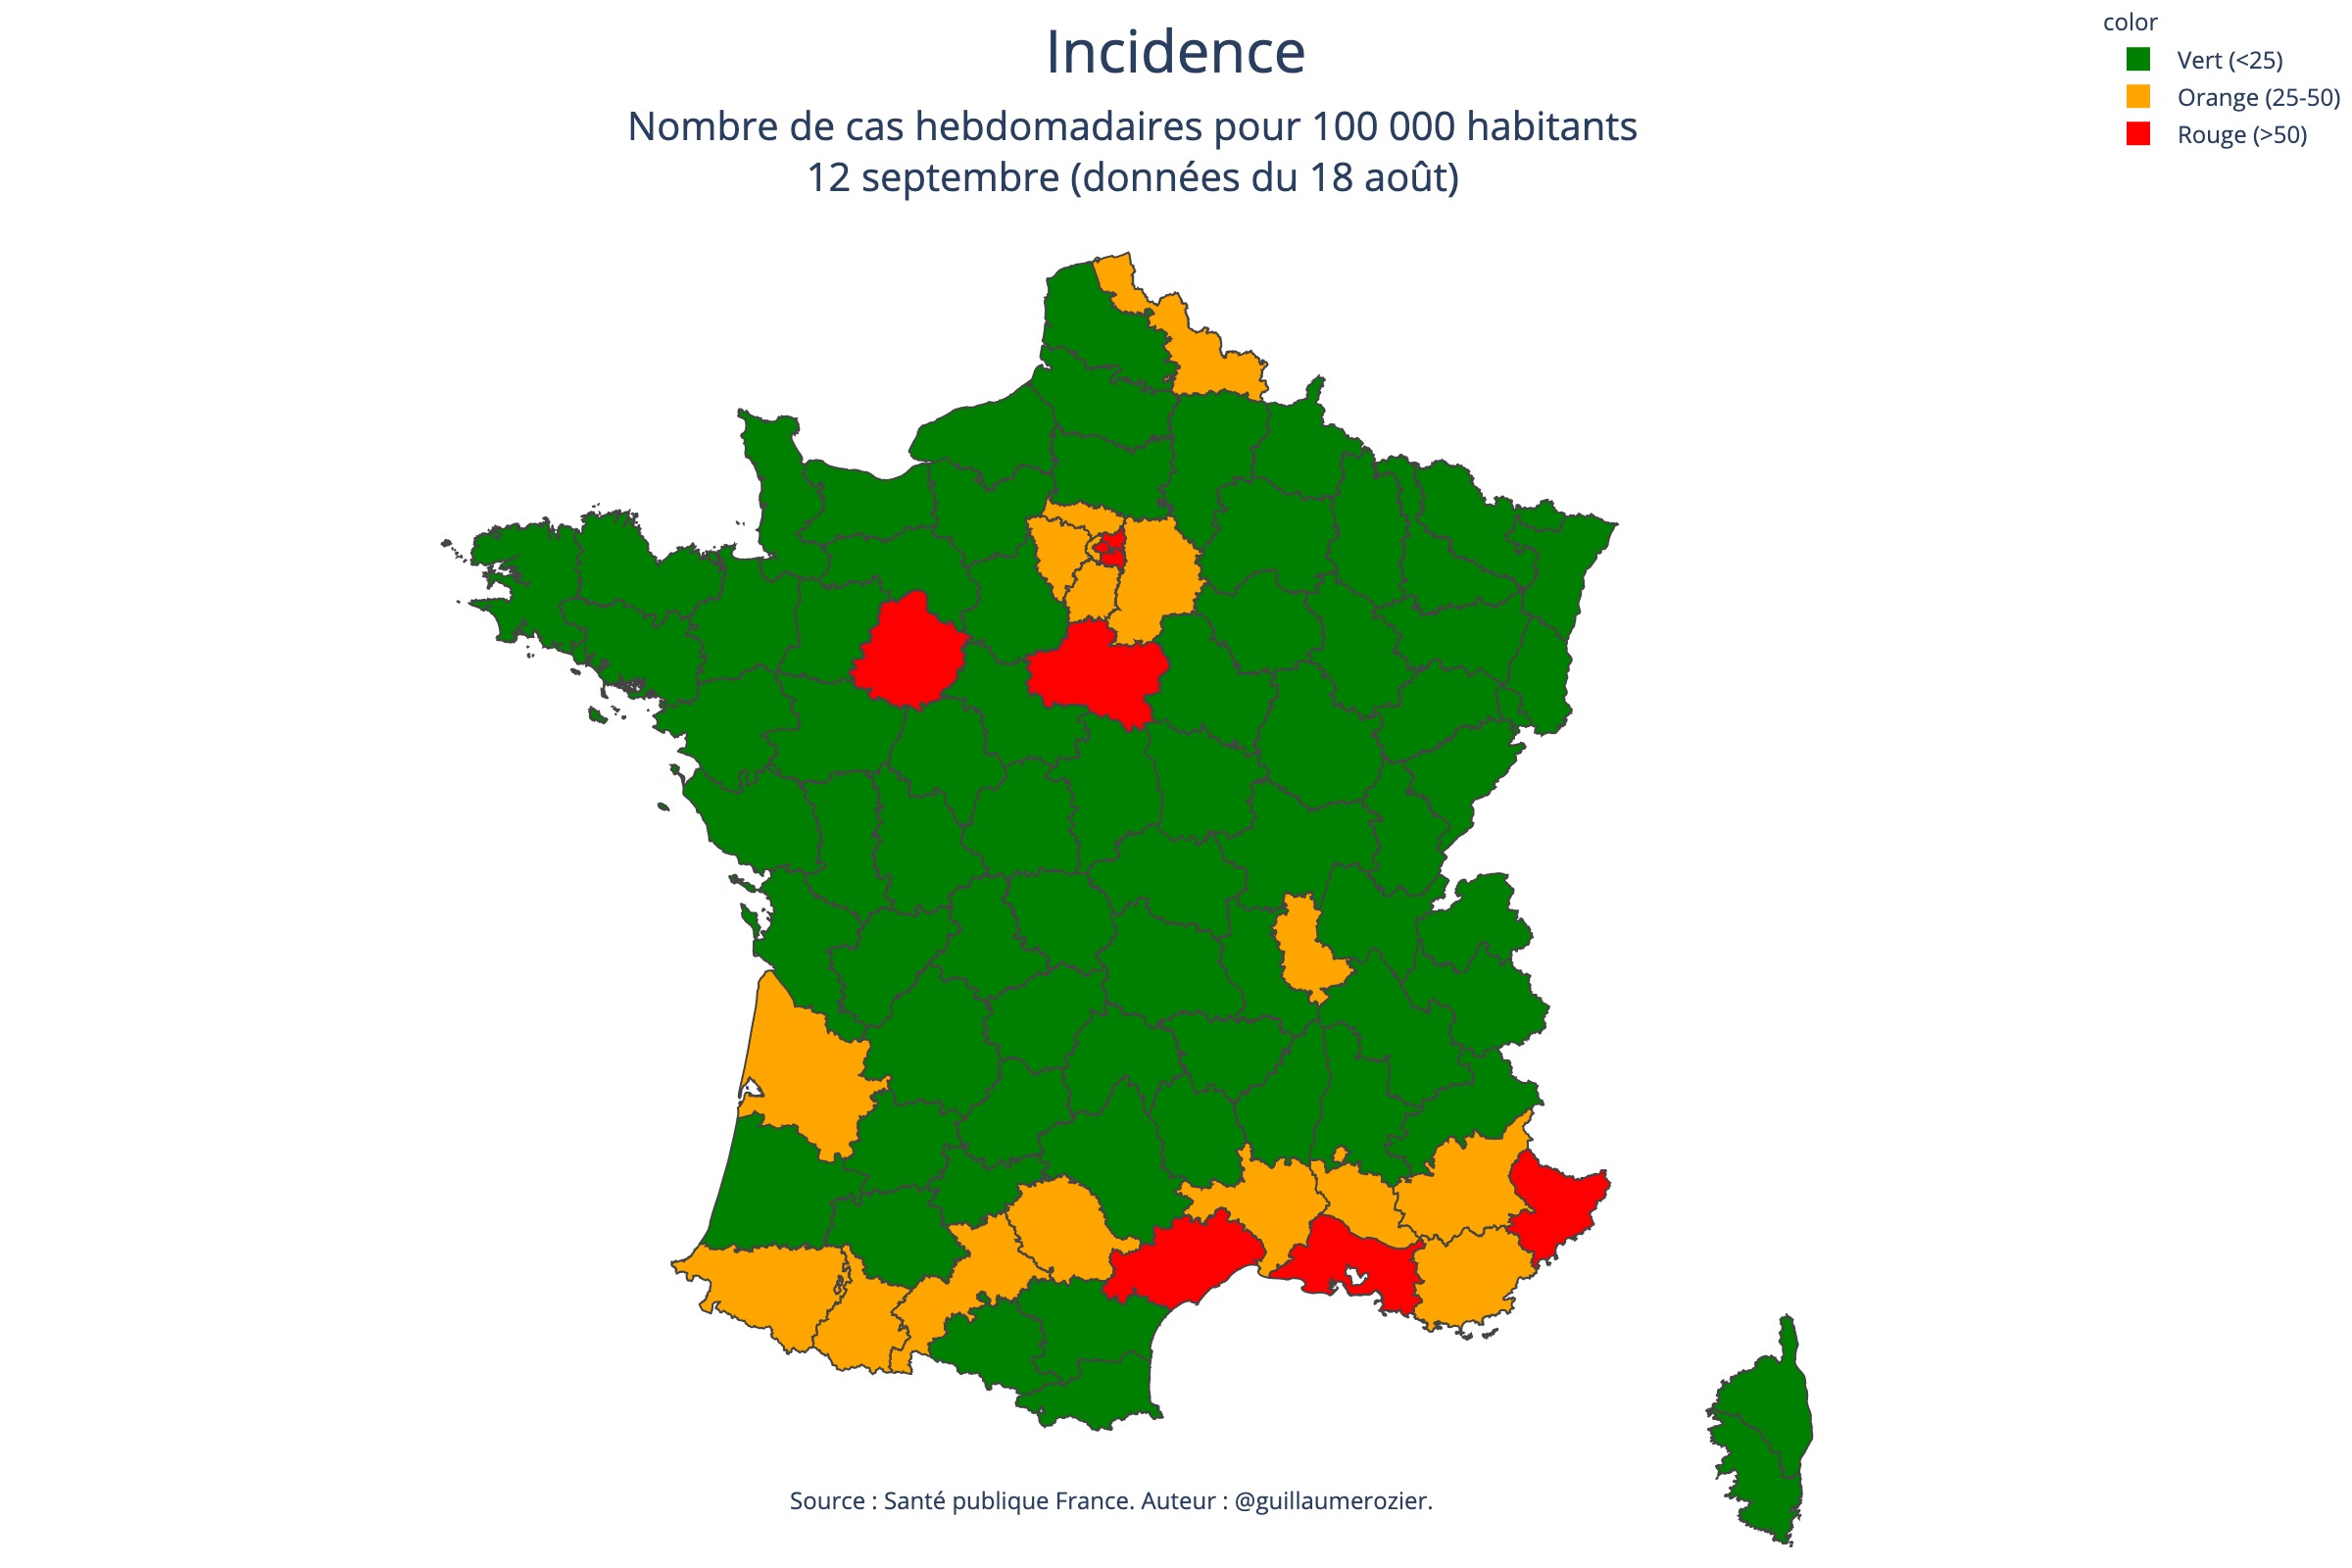 Incidence
Nombre de cas hebdomadaires pour 100 000 habitants
12 septembre (données du 18 août)
color
Vert (<25)
Orange (25-50)
Rouge (>50)
Source : Santé publique France. Auteur : @guillaumerozier.